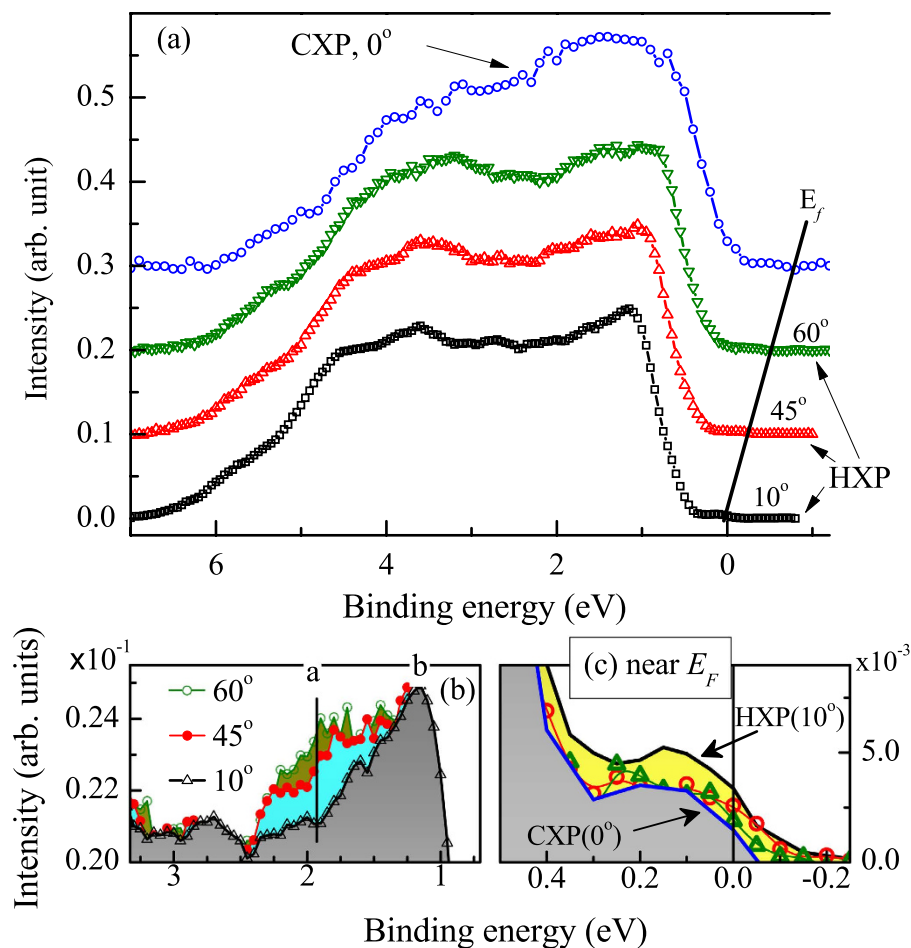 (a)
CXP, 0°
0.5
0.4
0.3
0.2
0.1
0.0
Intensity (arb. unit)
E_f
60°
45°
10°
HXP
6
4
2
0
Binding energy (eV)
x10⁻¹
a
b
(b)
60°
45°
10°
0.24
0.22
0.20
Intensity (arb. units)
3
2
1
(c) near E_F
x10⁻³
HXP(10°)
CXP(0°)
5.0
0.0
0.4
0.2
0.0
-0.2
Binding energy (eV)